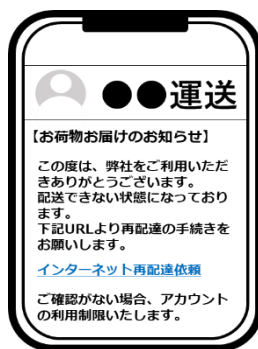 ●●運送
【お荷物お届けのお知らせ】
この度は、弊社をご利用いただ
きありがとうございます。
配送できない状態になっており
ます。
下記URLより再配達の手続きを
お願いします。
インターネット再配達依頼
ご確認がない場合、アカウント
の利用制限いたします。